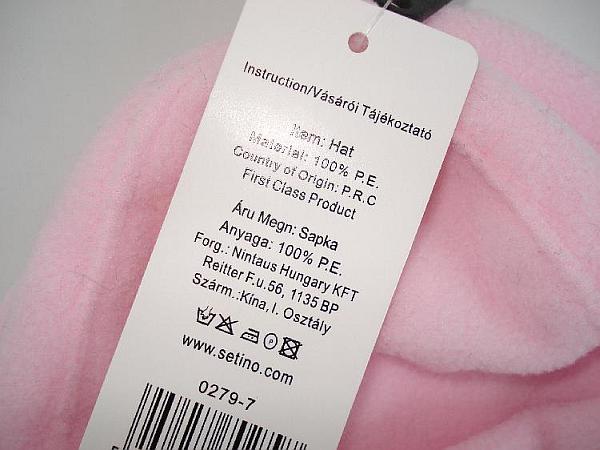 Instruction/Vásárói Tájékoztató
Item: Hat
Material: 100% P.E.
Country of Origin: P.R.C
First Class Product
Áru Megn: Sapka
Anyaga: 100% P.E.
Forg.: Nintaus Hungary KFT
Reitter F.u.56, 1135 BP
Szárm.:Kína, I. Osztály
P
www.setino.com
0279-7